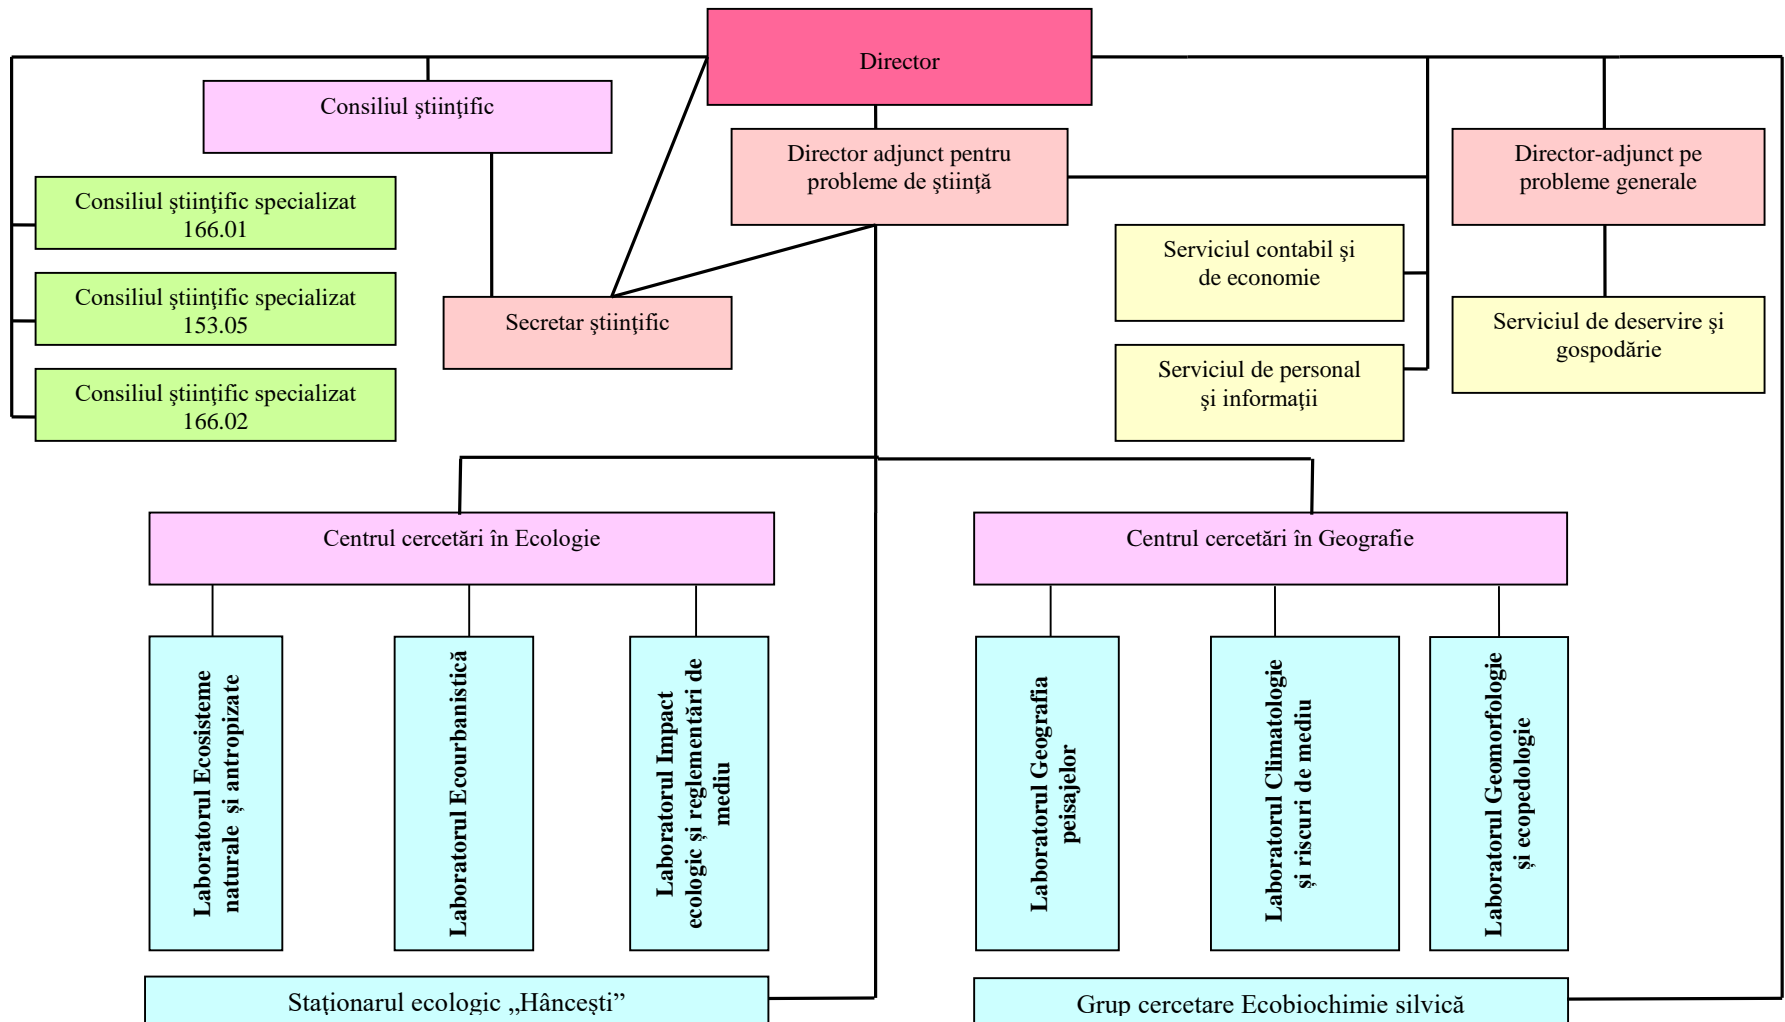 Director
Consiliul ştiinţific
Director adjunct pentru
probleme de ştiinţă
Director-adjunct pe
probleme generale
Consiliul ştiinţific specializat
166.01
Consiliul ştiinţific specializat
153.05
Consiliul ştiinţific specializat
166.02
Secretar ştiinţific
Serviciul contabil şi
de economie
Serviciul de personal
şi informaţii
Serviciul de deservire şi
gospodărie
Centrul cercetări în Ecologie
Centrul cercetări în Geografie
Laboratorul Ecosisteme
naturale și antropizate
Laboratorul Ecourbanistică
Laboratorul Impact
ecologic și reglementări de
mediu
Laboratorul Geografia
peisajelor
Laboratorul Climatologie
și riscuri de mediu
Laboratorul Geomorfologie
și ecopedologie
Staţionarul ecologic „Hânceşti”
Grup cercetare Ecobiochimie silvică